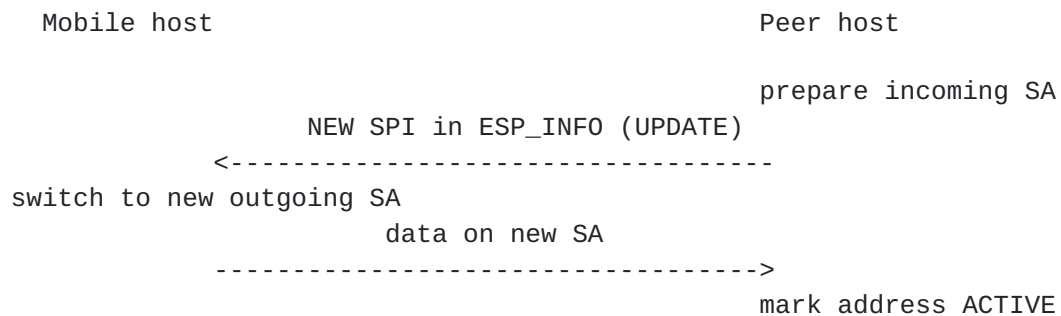 Mobile host                                   Peer host
prepare incoming SA
NEW SPI in ESP_INFO (UPDATE)
<-----------------------------------
switch to new outgoing SA
data on new SA
----------------------------------->
mark address ACTIVE